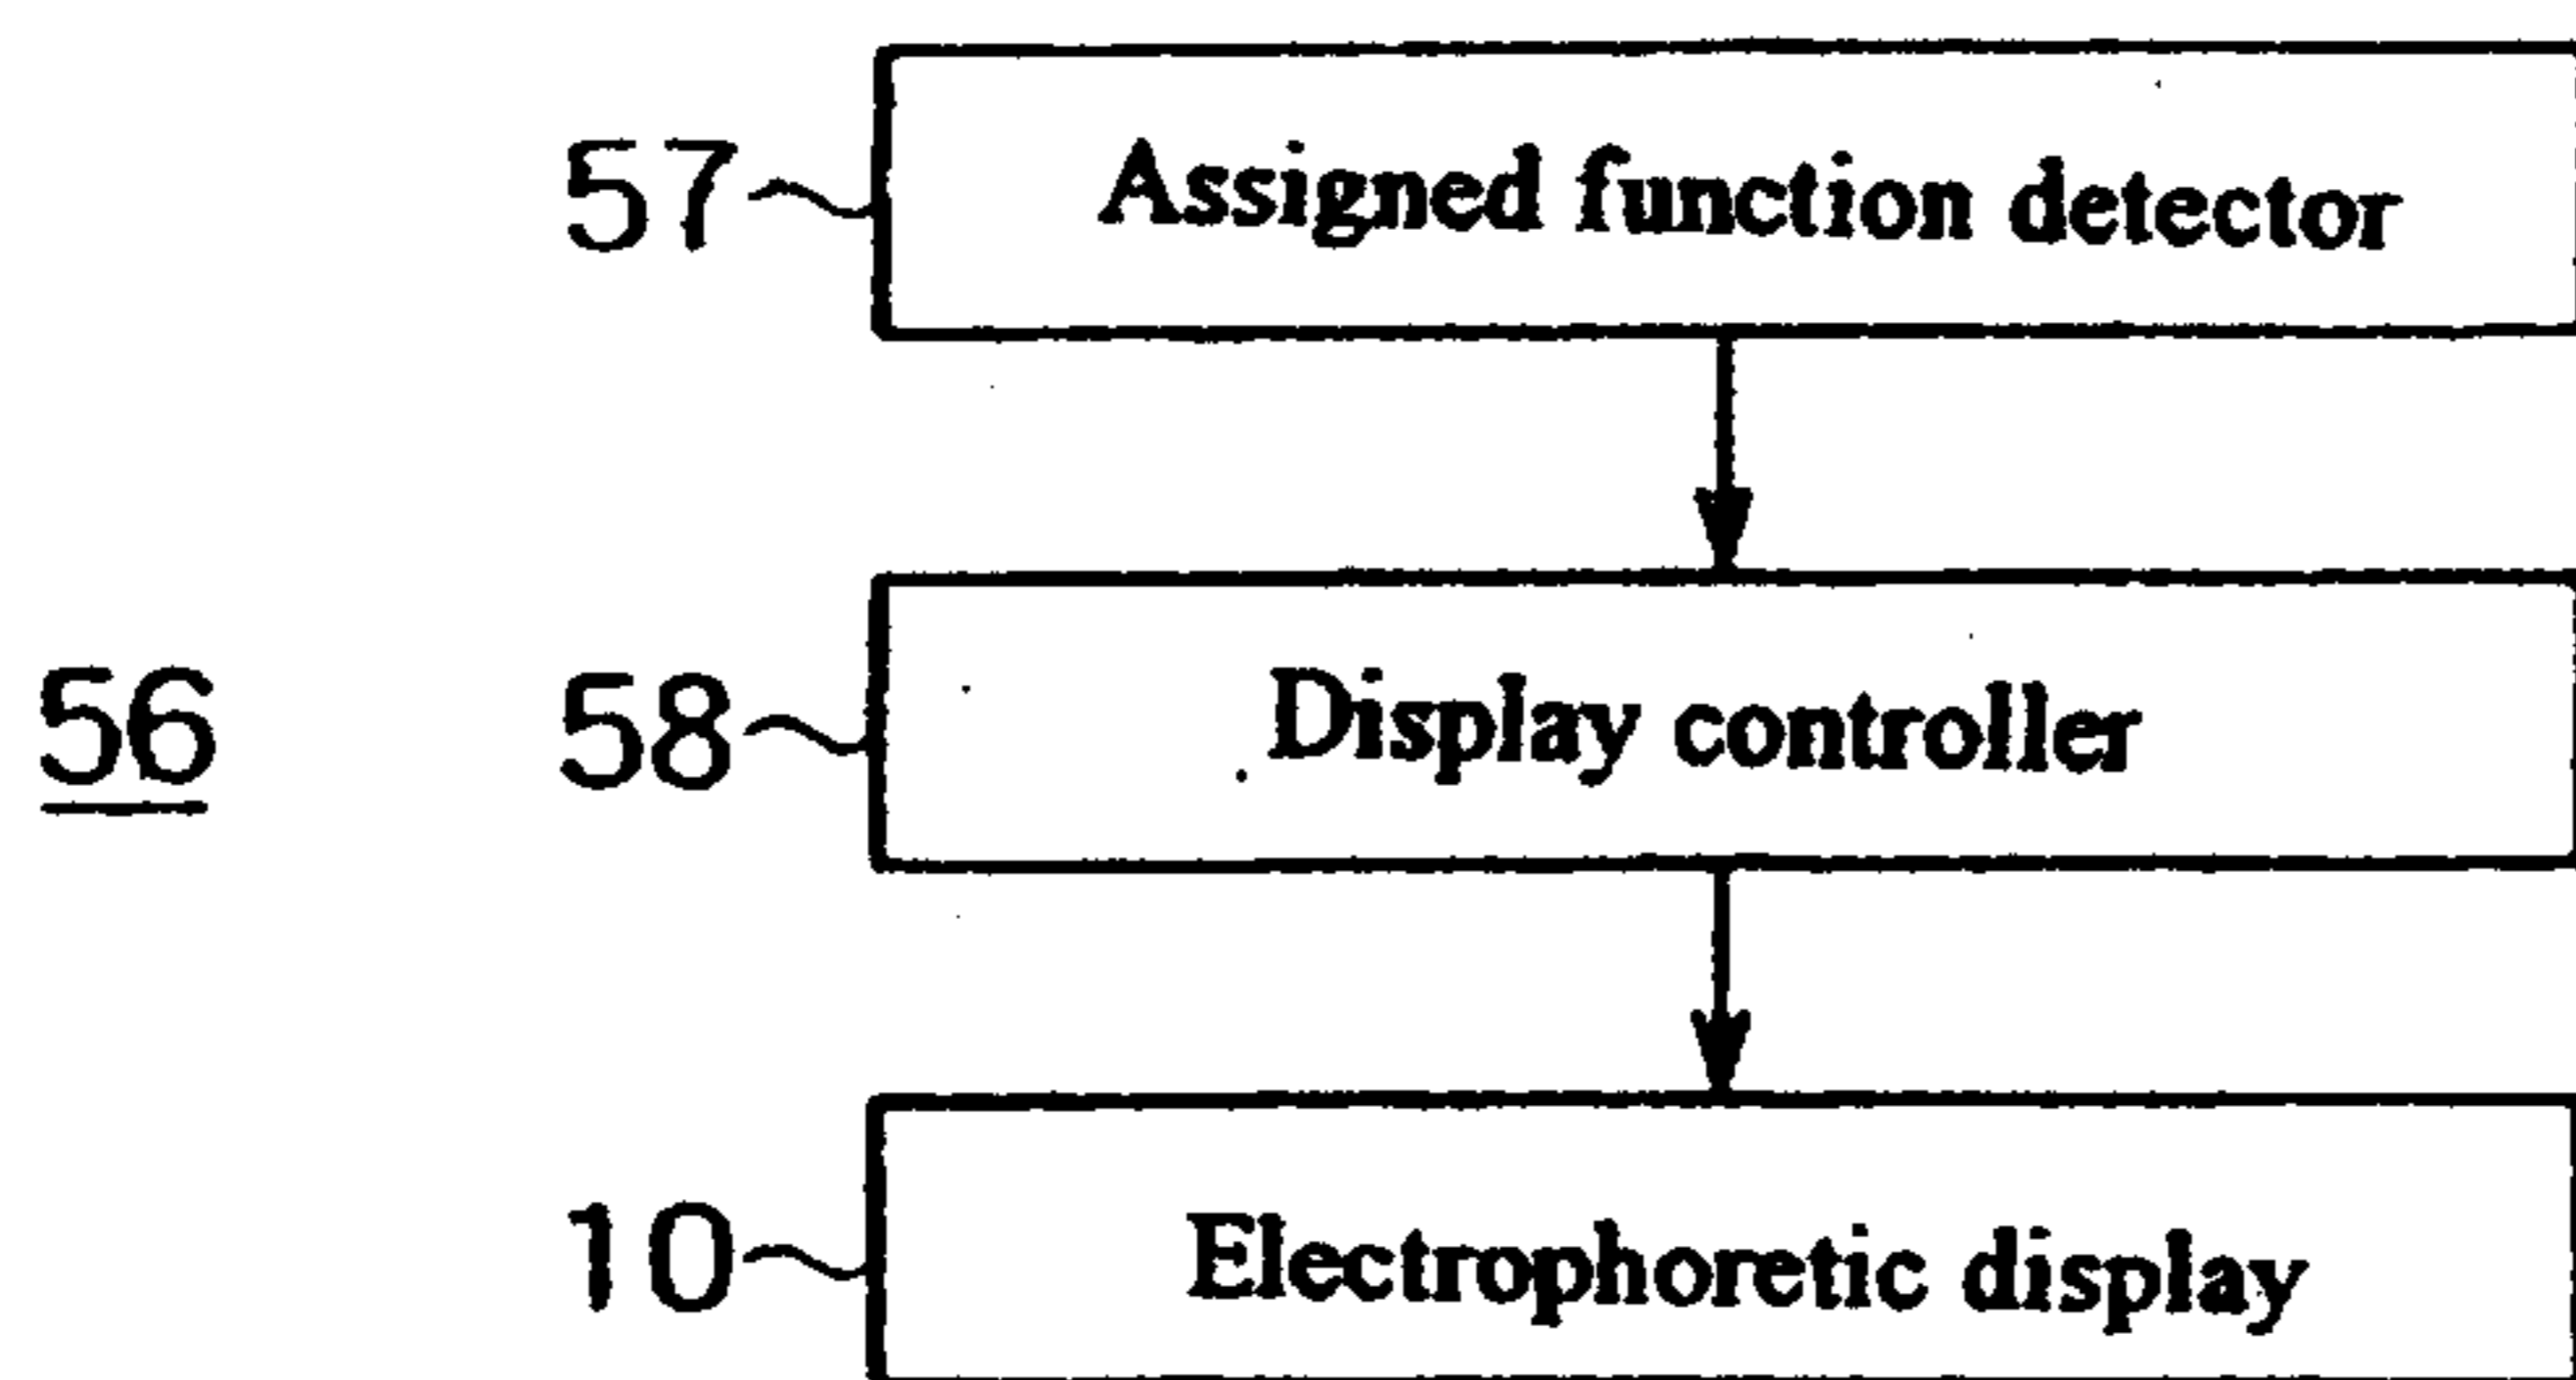 57 Assigned function detector
56 58 Display controller
10 Electrophoretic display